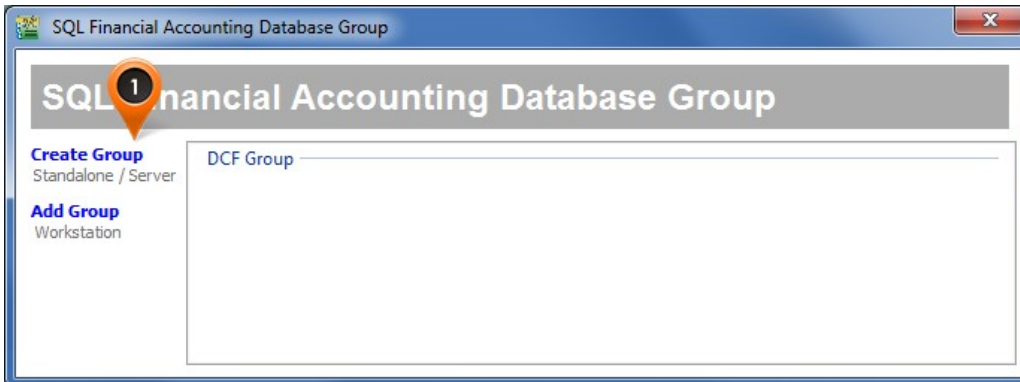 SQL Financial Accounting Database Group
SQL Financial Accounting Database Group
1
Create Group
Standalone / Server
Add Group
Workstation
DCF Group